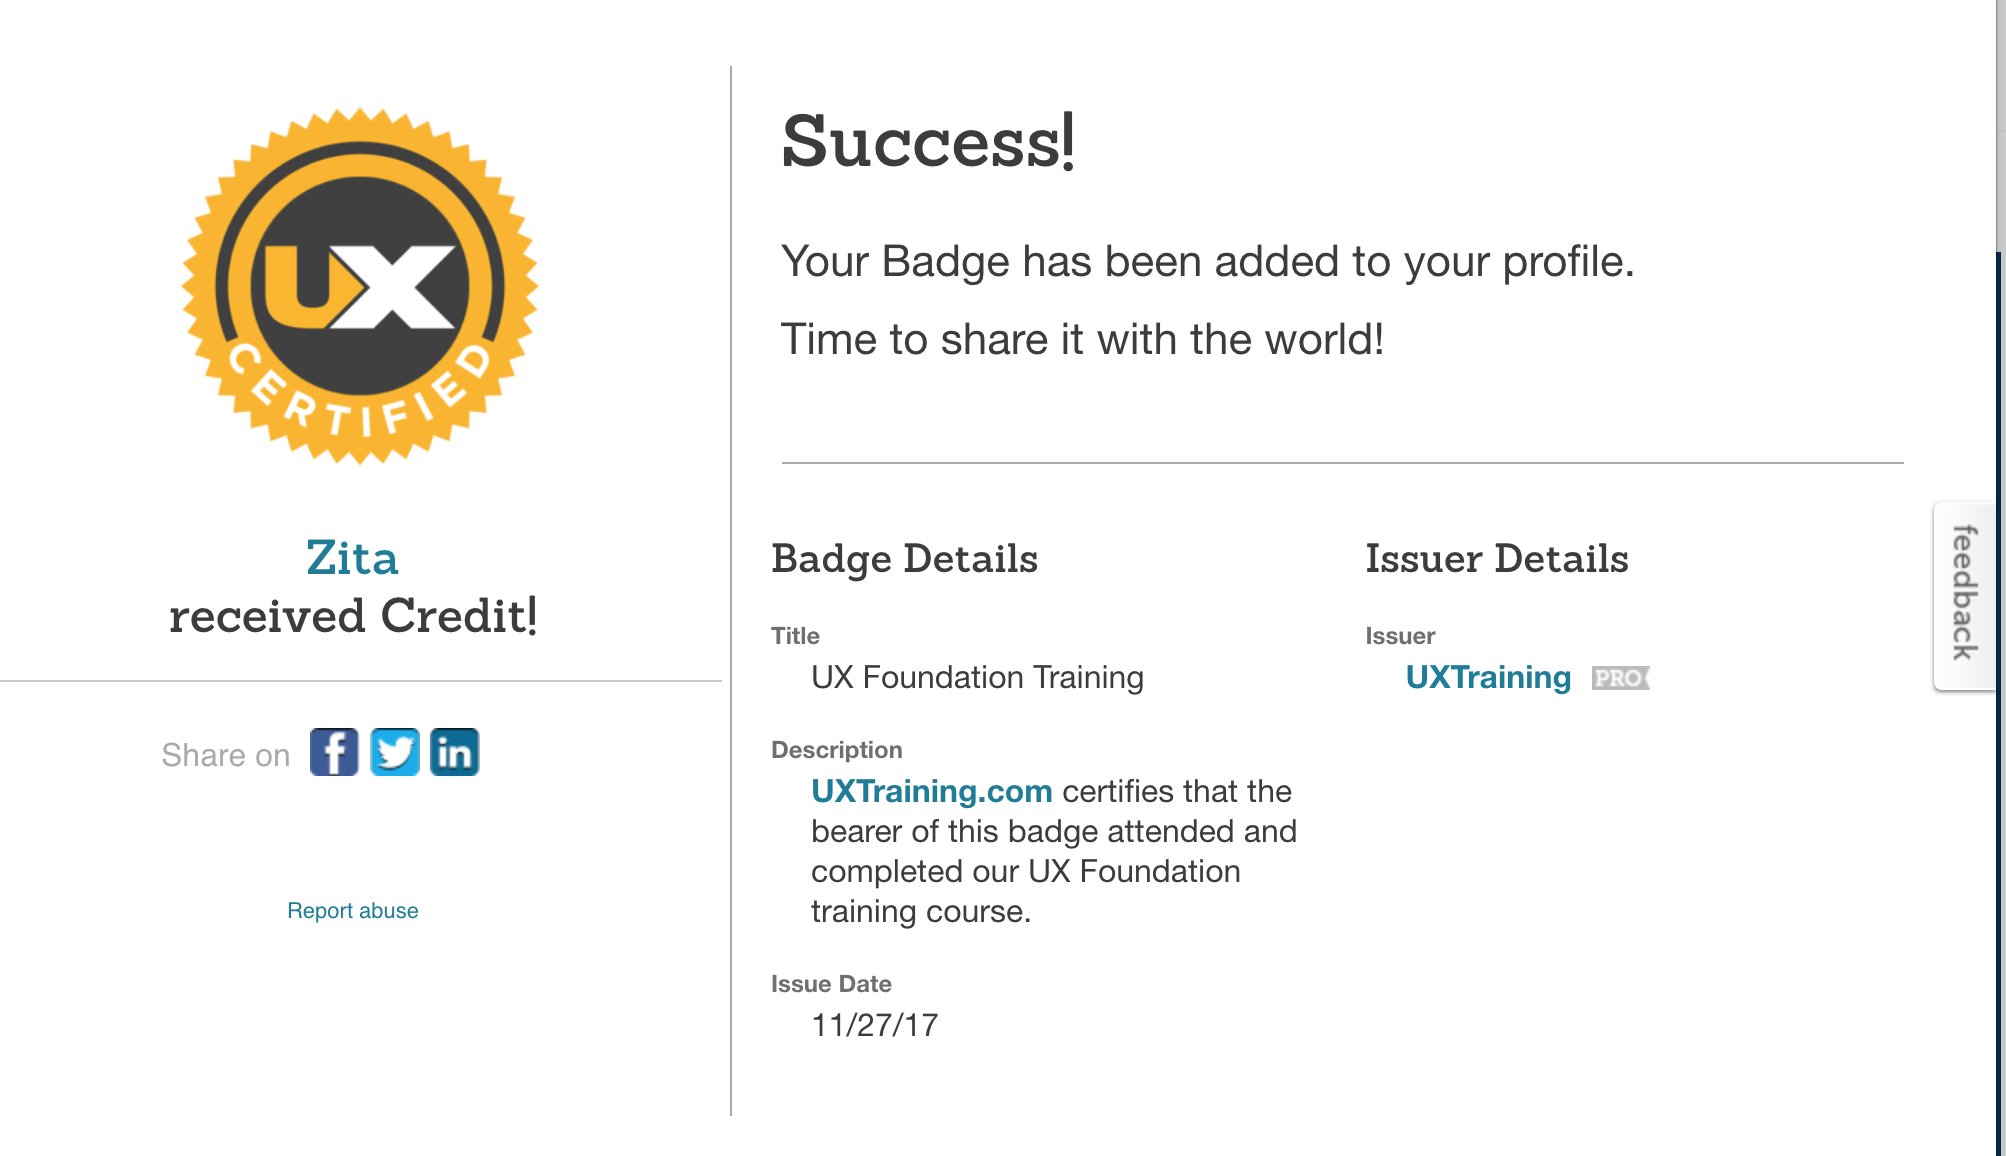 UX
CERTIFIED
Zita
received Credit!
Share on
Report abuse
Success!
Your Badge has been added to your profile.
Time to share it with the world!
Badge Details
Title
UX Foundation Training
Description
UXTraining.com certifies that the
bearer of this badge attended and
completed our UX Foundation
training course.
Issue Date
11/27/17
Issuer Details
Issuer
UXTraining PRO
feedback